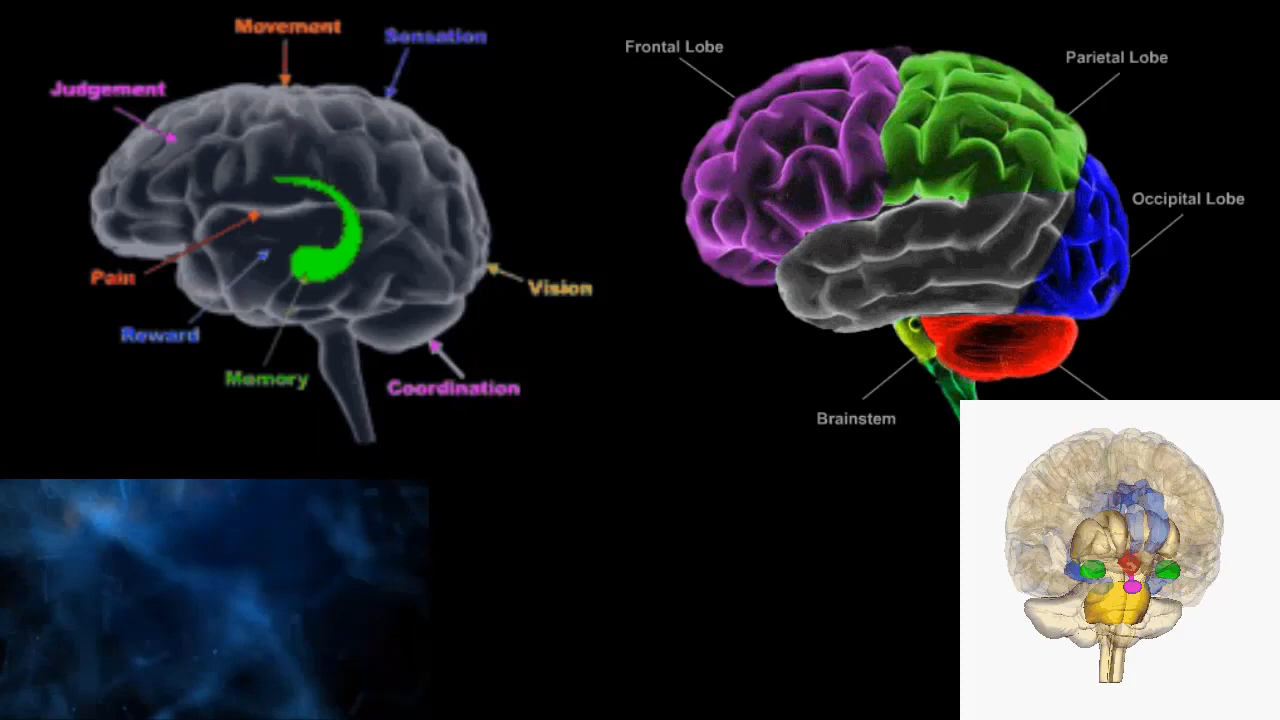 Movement
Sensation
Judgement
Pain
Reward
Memory
Vision
Coordination
Frontal Lobe
Parietal Lobe
Occipital Lobe
Brainstem